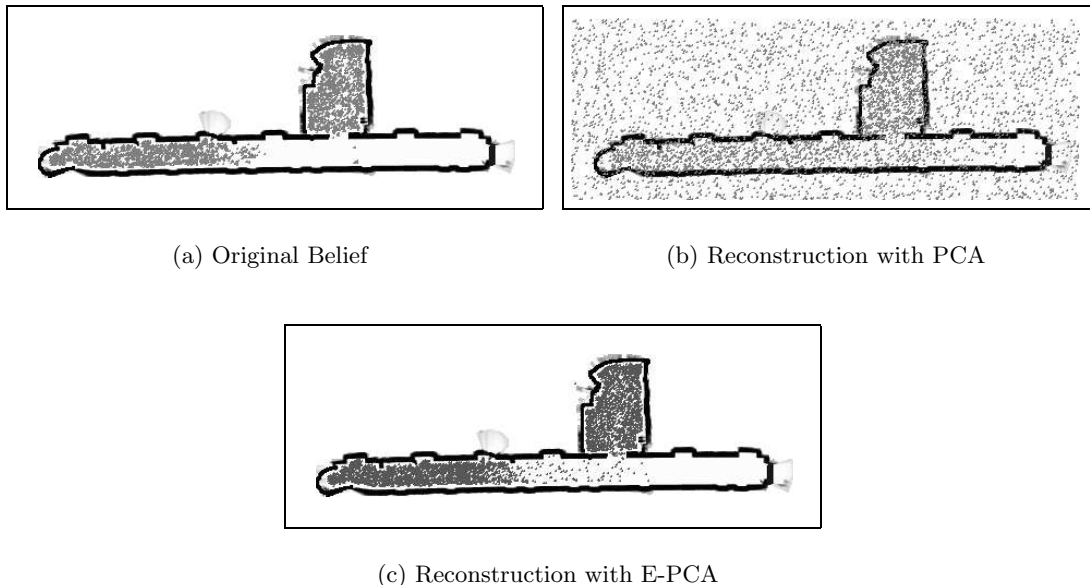 (a) Original Belief
(b) Reconstruction with PCA
(c) Reconstruction with E-PCA